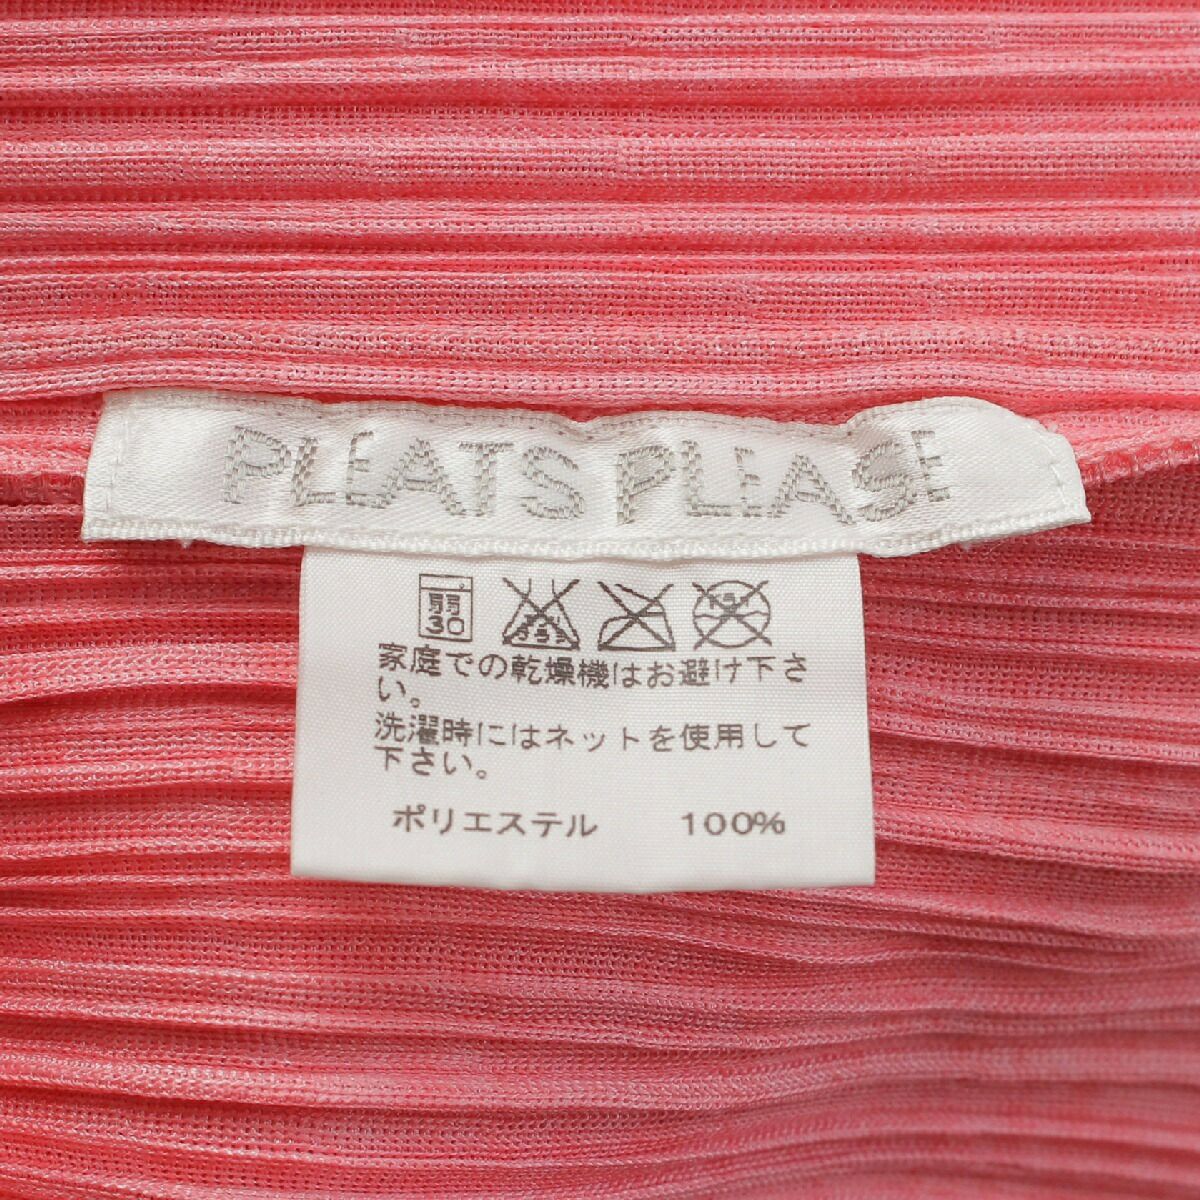 PLEATS PLEASE
弱
30
家庭での乾燥機はお避け下さ
い。
洗濯時にはネットを使用して
下さい。
ポリエステル 100%